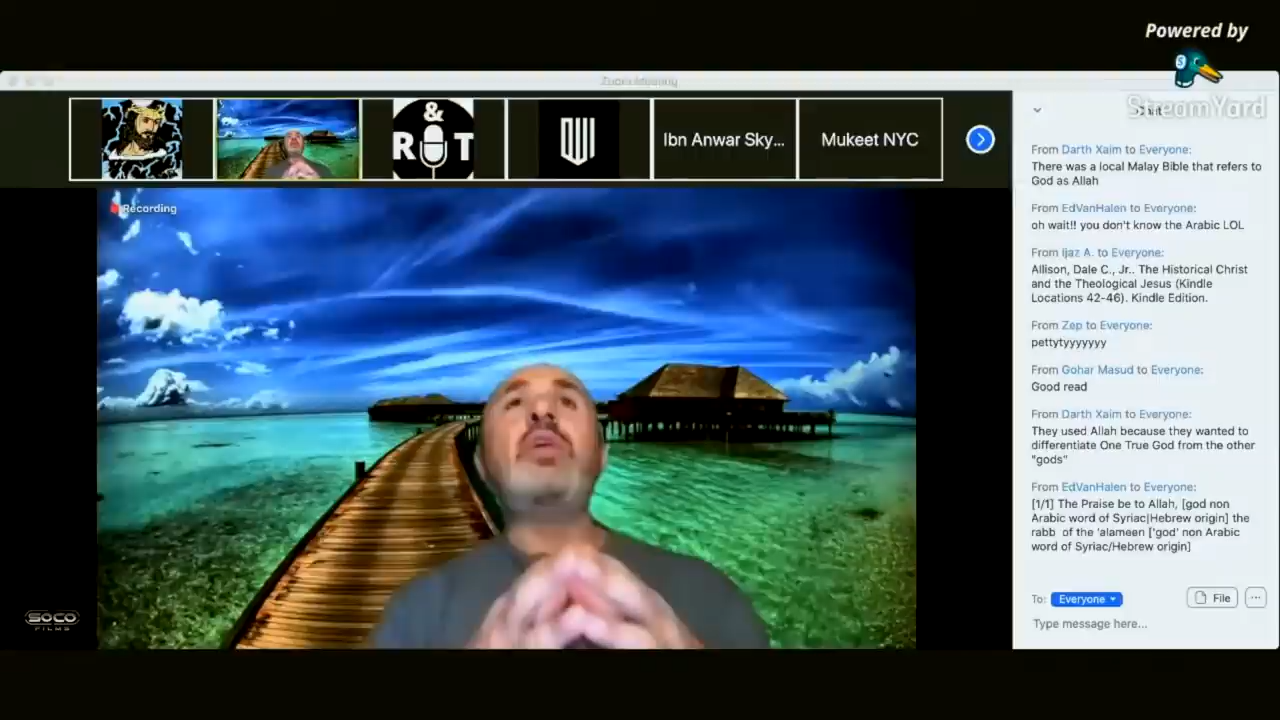 Powered by
StreamYard
Zoom Meeting
& 
R T
Ibn Anwar Sky...
Mukeet NYC
Recording
From Darth Xaim to Everyone:
There was a local Malay Bible that refers to
God as Allah
From EdVanHalen to Everyone:
oh wait!! you don't know the Arabic LOL
From Ijaz A. to Everyone:
Allison, Dale C., Jr.. The Historical Christ
and the Theological Jesus (Kindle
Locations 42-46). Kindle Edition.
From Zep to Everyone:
pettytyyyyyyy
From Gohar Masud to Everyone:
Good read
From Darth Xaim to Everyone:
They used Allah because they wanted to
differentiate One True God from the other
"gods"
From EdVanHalen to Everyone:
[1/1] The Praise be to Allah, [god non
Arabic word of Syriac|Hebrew origin] the
rabb of the 'alameen ['god' non Arabic
word of Syriac/Hebrew origin]
To: Everyone
File
Type message here...
SOCO
FILMS